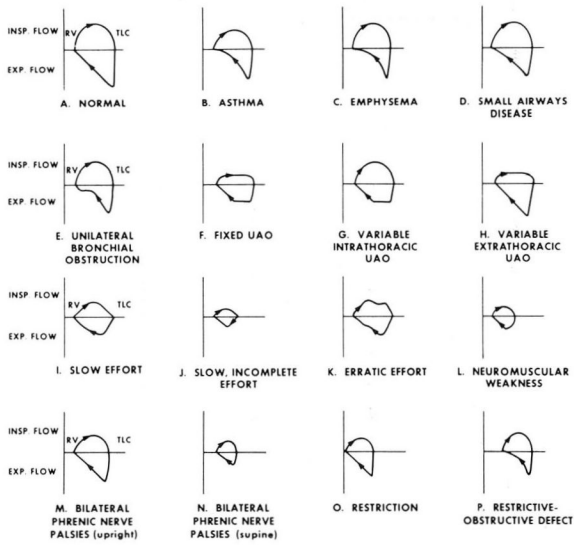 INSP. FLOW RV TLC
EXP. FLOW
A. NORMAL B. ASTHMA C. EMPHYSEMA D. SMALL AIRWAYS
DISEASE
INSP. FLOW RV TLC
EXP. FLOW
E. UNILATERAL
BRONCHIAL
OBSTRUCTION
F. FIXED UAO
G. VARIABLE
INTRATHORACIC
UAO
H. VARIABLE
EXTRATHORACIC
UAO
INSP. FLOW RV TLC
EXP. FLOW
I. SLOW EFFORT
J. SLOW, INCOMPLETE
EFFORT
K. ERRATIC EFFORT
L. NEUROMUSCULAR
WEAKNESS
INSP. FLOW RV TLC
EXP. FLOW
M. BILATERAL
PHRENIC NERVE
PALSIES (upright)
N. BILATERAL
PHRENIC NERVE
PALSIES (supine)
O. RESTRICTION
P. RESTRICTIVE-
OBSTRUCTIVE DEFECT